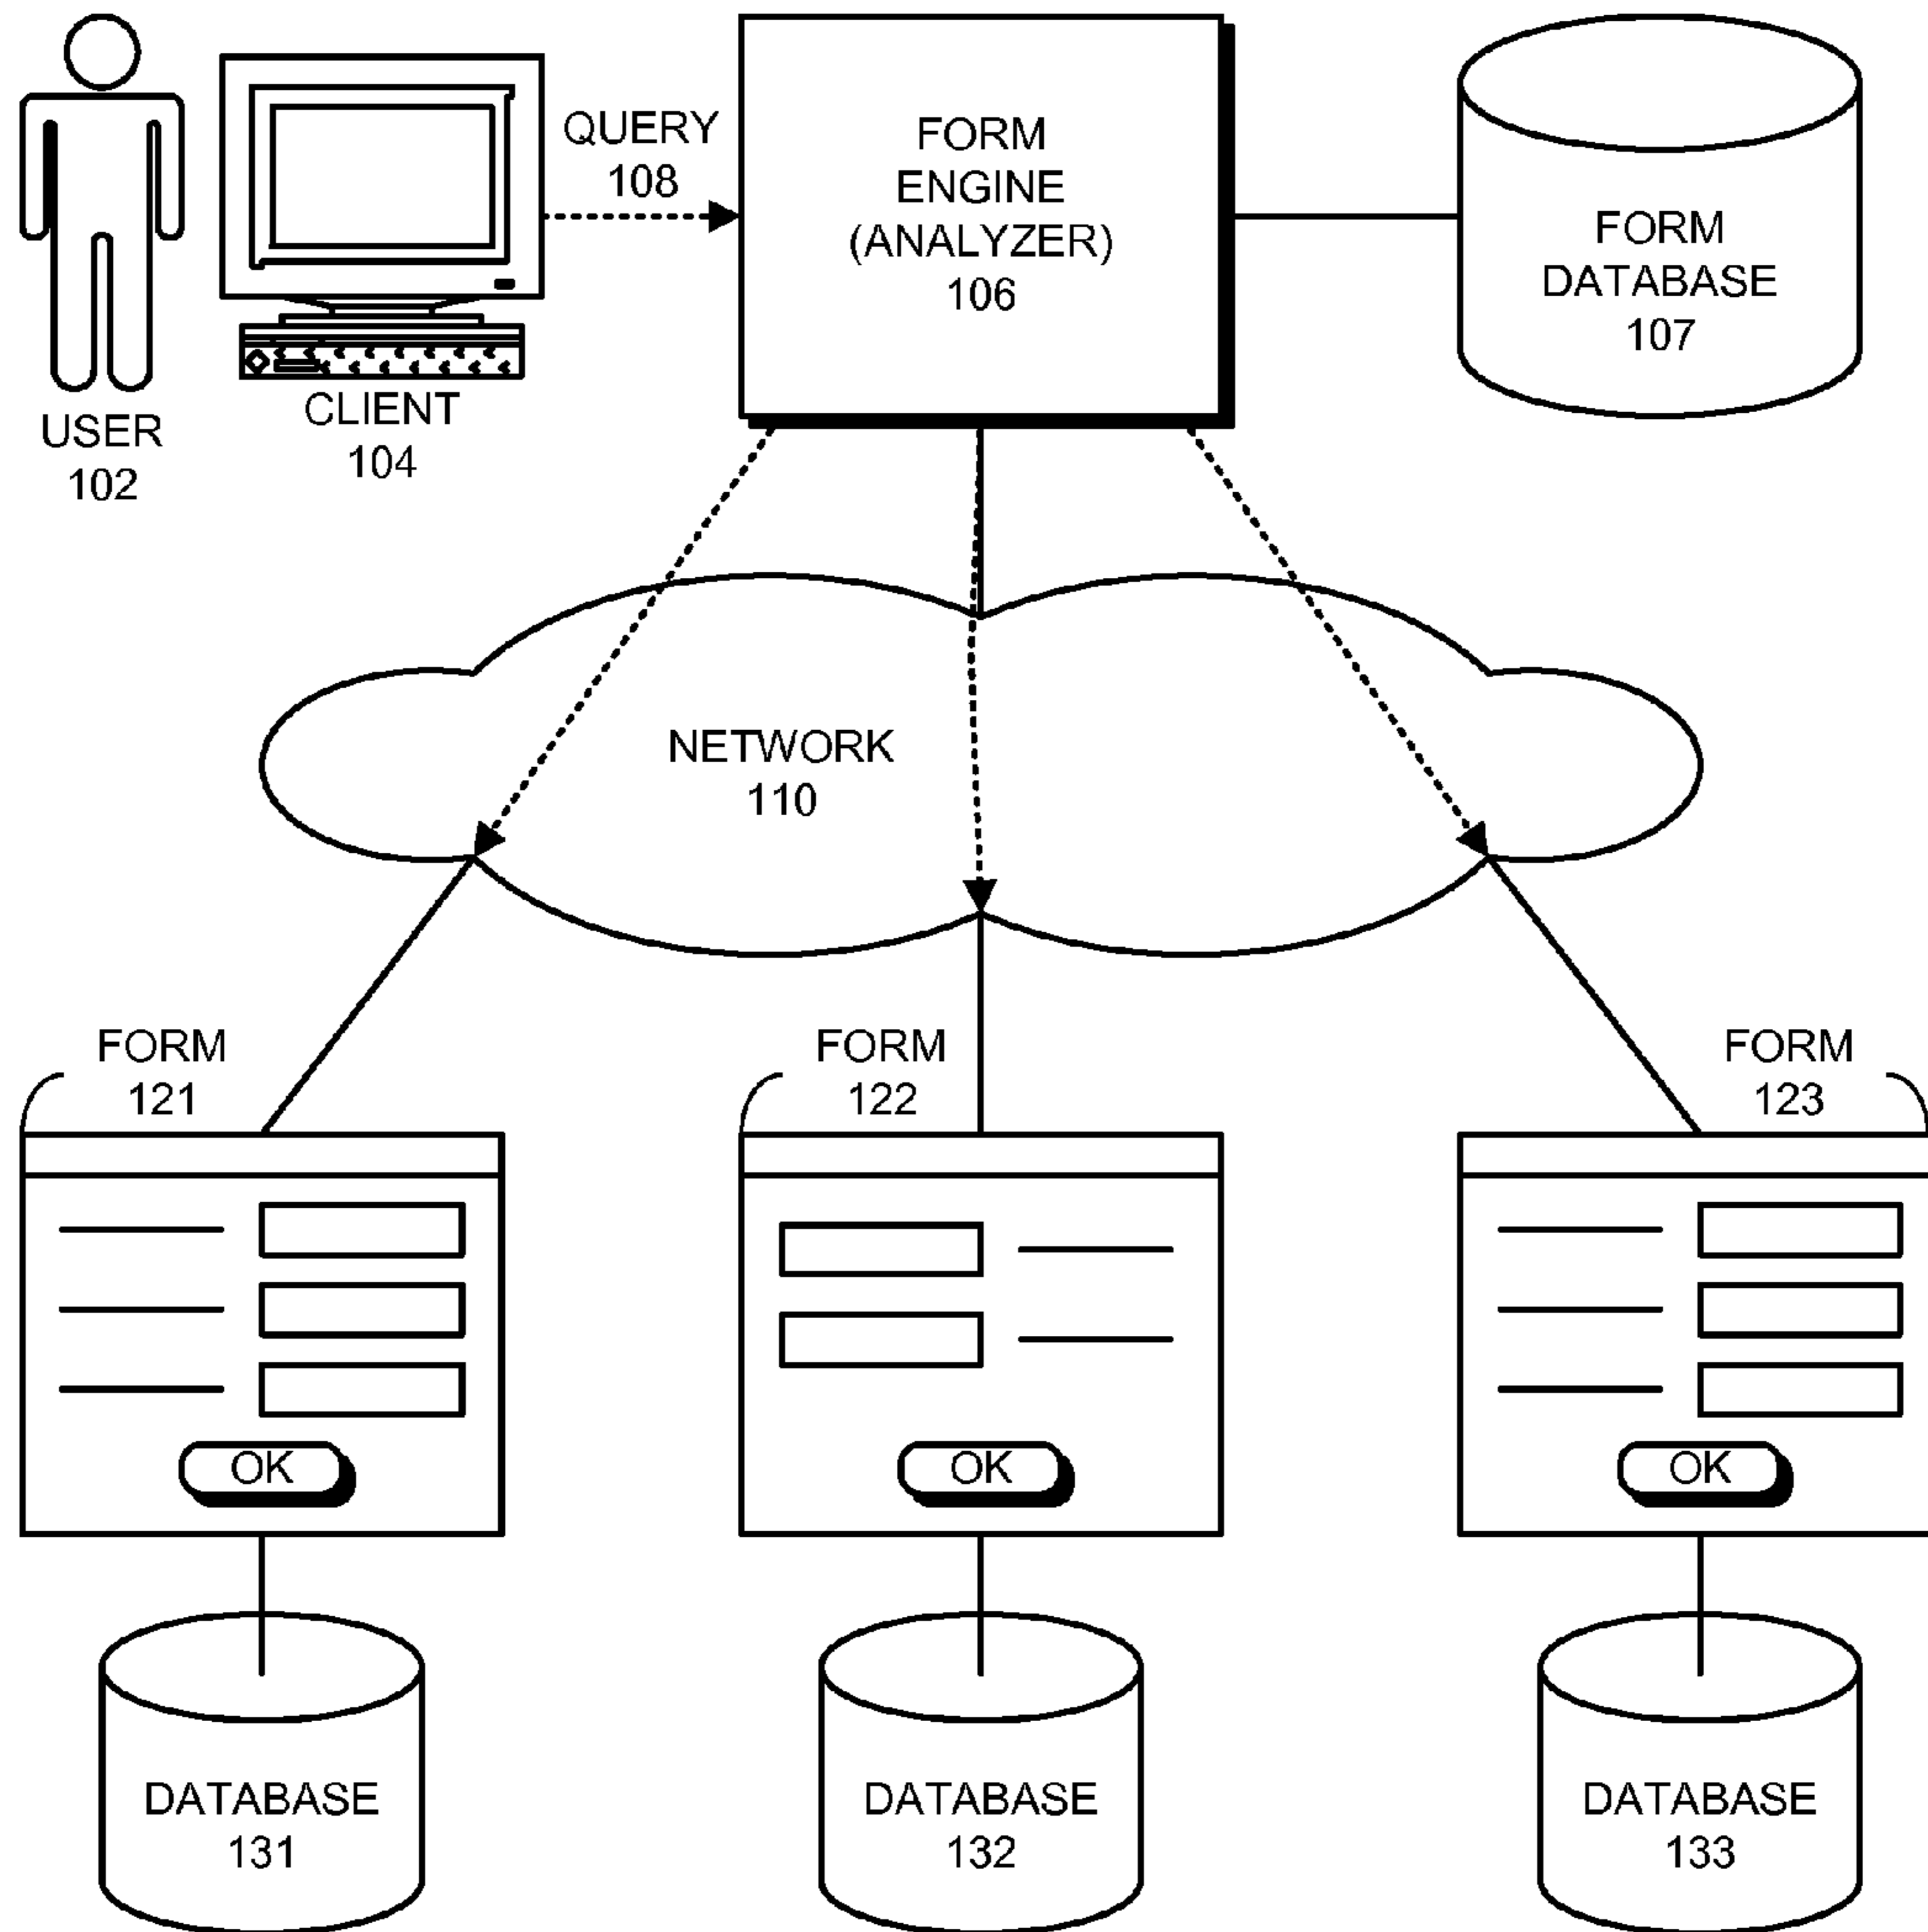 QUERY
108
FORM
ENGINE
(ANALYZER)
106
FORM
DATABASE
107
USER
102
CLIENT
104
NETWORK
110
FORM
121
FORM
122
FORM
123
OK
OK
OK
DATABASE
131
DATABASE
132
DATABASE
133